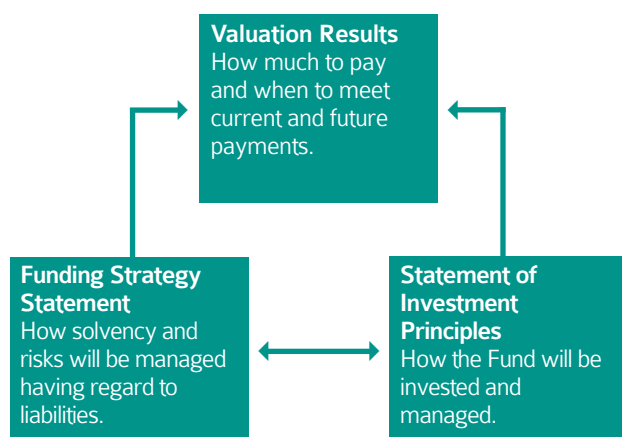 Valuation Results
How much to pay
and when to meet
current and future
payments.
Funding Strategy
Statement
How solvency and
risks will be managed
having regard to
liabilities.
Statement of
Investment
Principles
How the Fund will be
invested and
managed.